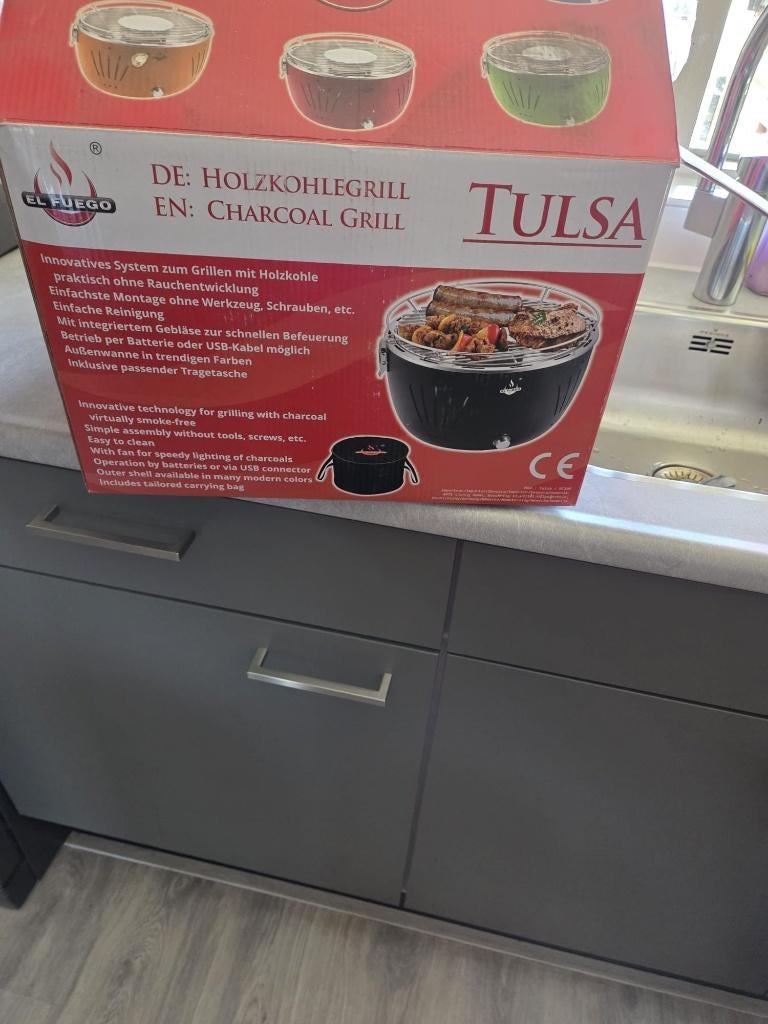 ®
EL FUEGO
DE: HOLZKOHLEGRILL
EN: CHARCOAL GRILL
TULSA
Innovatives System zum Grillen mit Holzkohle
praktisch ohne Rauchentwicklung
Einfachste Montage ohne Werkzeug, Schrauben, etc.
Einfache Reinigung
Mit integriertem Gebläse zur schnellen Befeuerung
Betrieb per Batterie oder USB-Kabel möglich
Außenwanne in trendigen Farben
Inklusive passender Tragetasche
Innovative technology for grilling with charcoal
virtually smoke-free
Simple assembly without tools, screws, etc.
Easy to clean
With fan for speedy lighting of charcoals
Operation by batteries or via USB connector
Outer shell available in many modern colors
Includes tailored carrying bag
EL FUEGO
CE